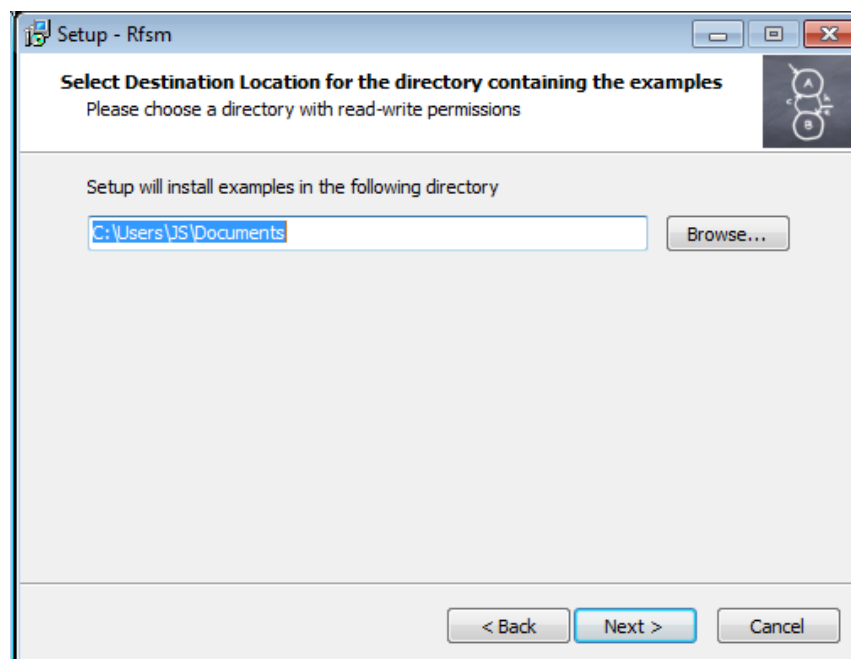 Setup - Rfsm
Select Destination Location for the directory containing the examples
Please choose a directory with read-write permissions
A
B
Setup will install examples in the following directory
C:\Users\JS\Documents
Browse...
< Back
Next >
Cancel